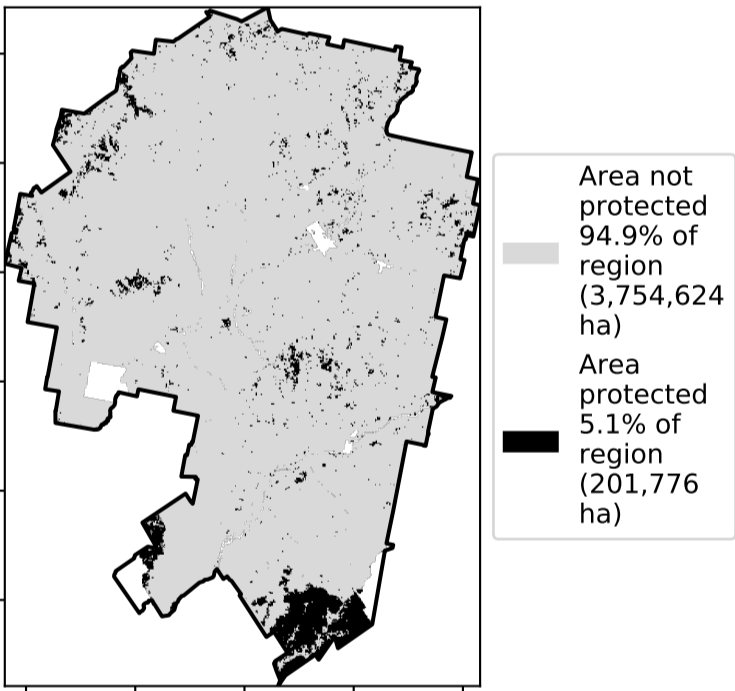 Area not
protected
94.9% of
region
(3,754,624
ha)
Area
protected
5.1% of
region
(201,776
ha)